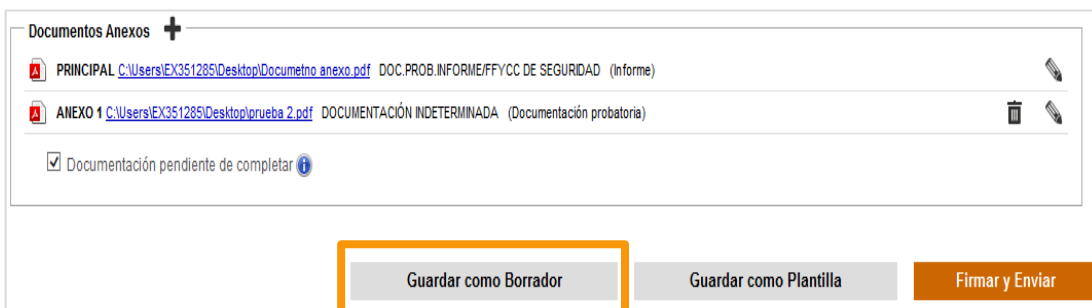 Documentos Anexos
PRINCIPAL C:\Users\EX351285\Desktop\Documetno anexo.pdf DOC.PROB.INFORME/FFYCC DE SEGURIDAD (Informe)
ANEXO 1 C:\Users\EX351285\Desktop\prueba 2.pdf DOCUMENTACIÓN INDETERMINADA (Documentación probatoria)
Documentación pendiente de completar
Guardar como Borrador Guardar como Plantilla Firmar y Enviar